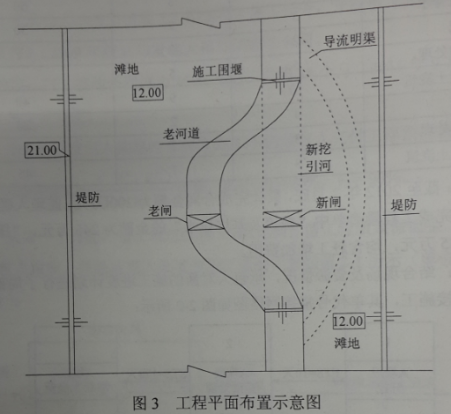 导流明渠
滩地
12.00
施工围堰
老河道
21.00
新挖
引河
堤防
老闸
新闸
堤防
12.00
滩地
图3 工程平面布置示意图